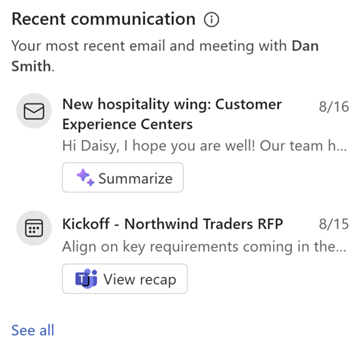 Recent communication
Your most recent email and meeting with Dan
Smith.
New hospitality wing: Customer 8/16
Experience Centers
Hi Daisy, I hope you are well! Our team h...
Summarize
Kickoff - Northwind Traders RFP 8/15
Align on key requirements coming in the...
View recap
See all